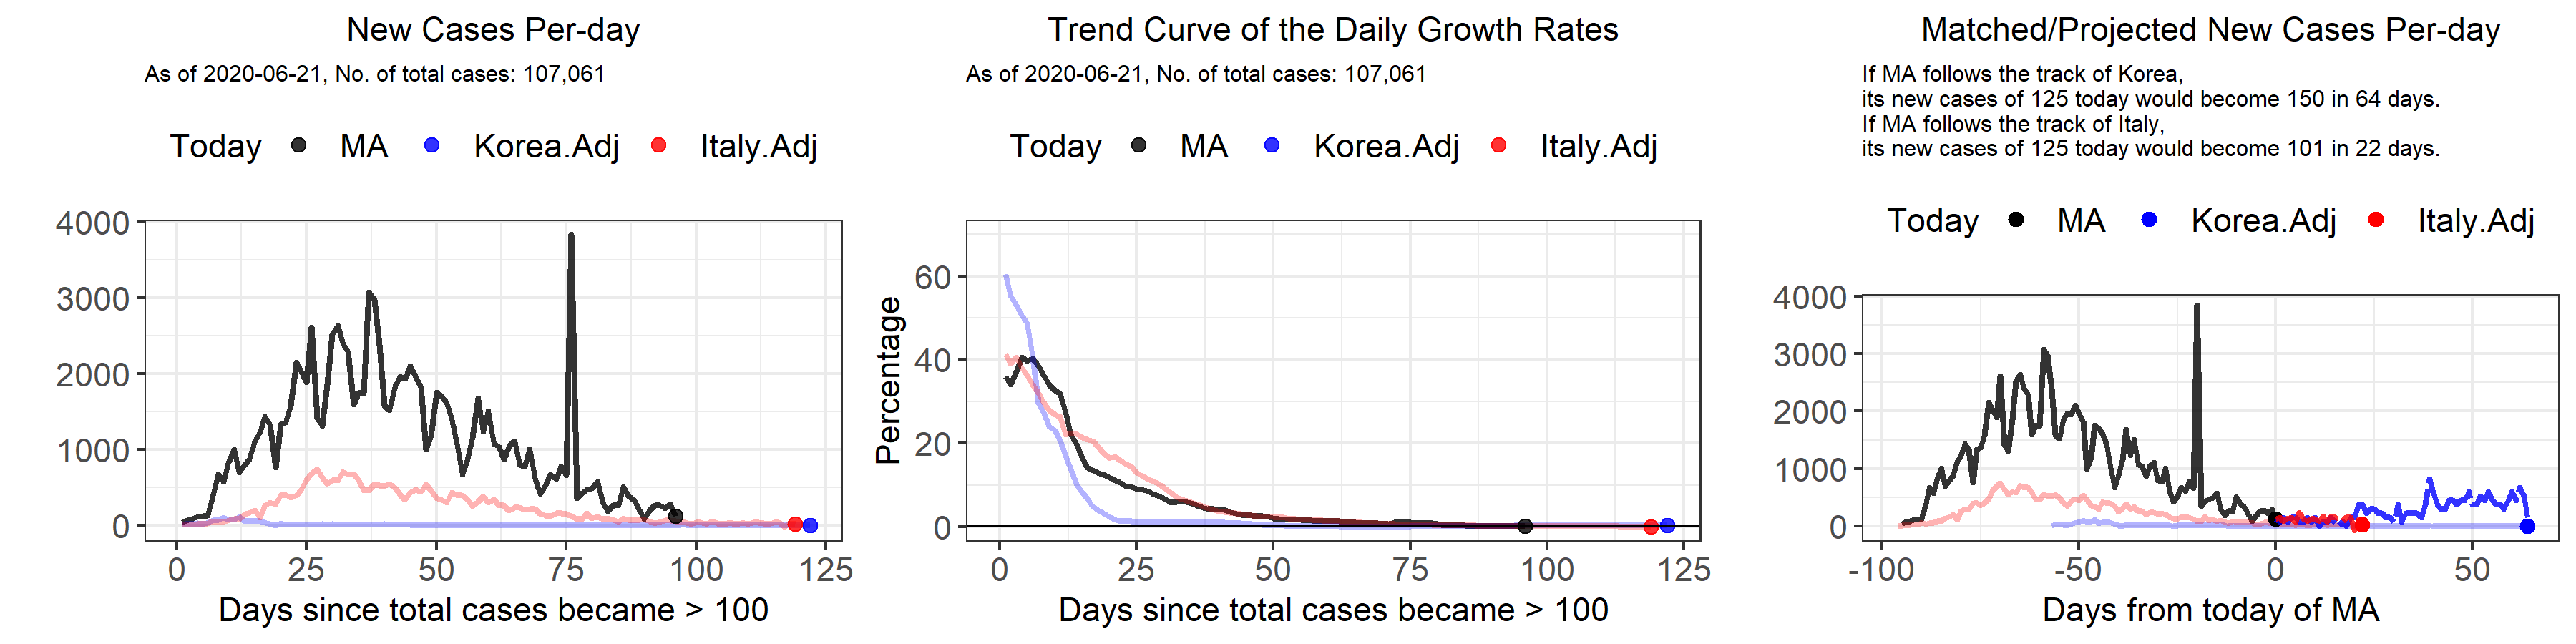 New Cases Per-day
As of 2020-06-21, No. of total cases: 107,061
Today MA Korea.Adj Italy.Adj
4000
3000
2000
1000
0
0 25 50 75 100 125
Days since total cases became > 100
Trend Curve of the Daily Growth Rates
As of 2020-06-21, No. of total cases: 107,061
Today MA Korea.Adj Italy.Adj
Percentage
60
40
20
0
0 25 50 75 100 125
Days since total cases became > 100
Matched/Projected New Cases Per-day
If MA follows the track of Korea,
its new cases of 125 today would become 150 in 64 days.
If MA follows the track of Italy,
its new cases of 125 today would become 101 in 22 days.
Today MA Korea.Adj Italy.Adj
4000
3000
2000
1000
0
-100 -50 0 50
Days from today of MA